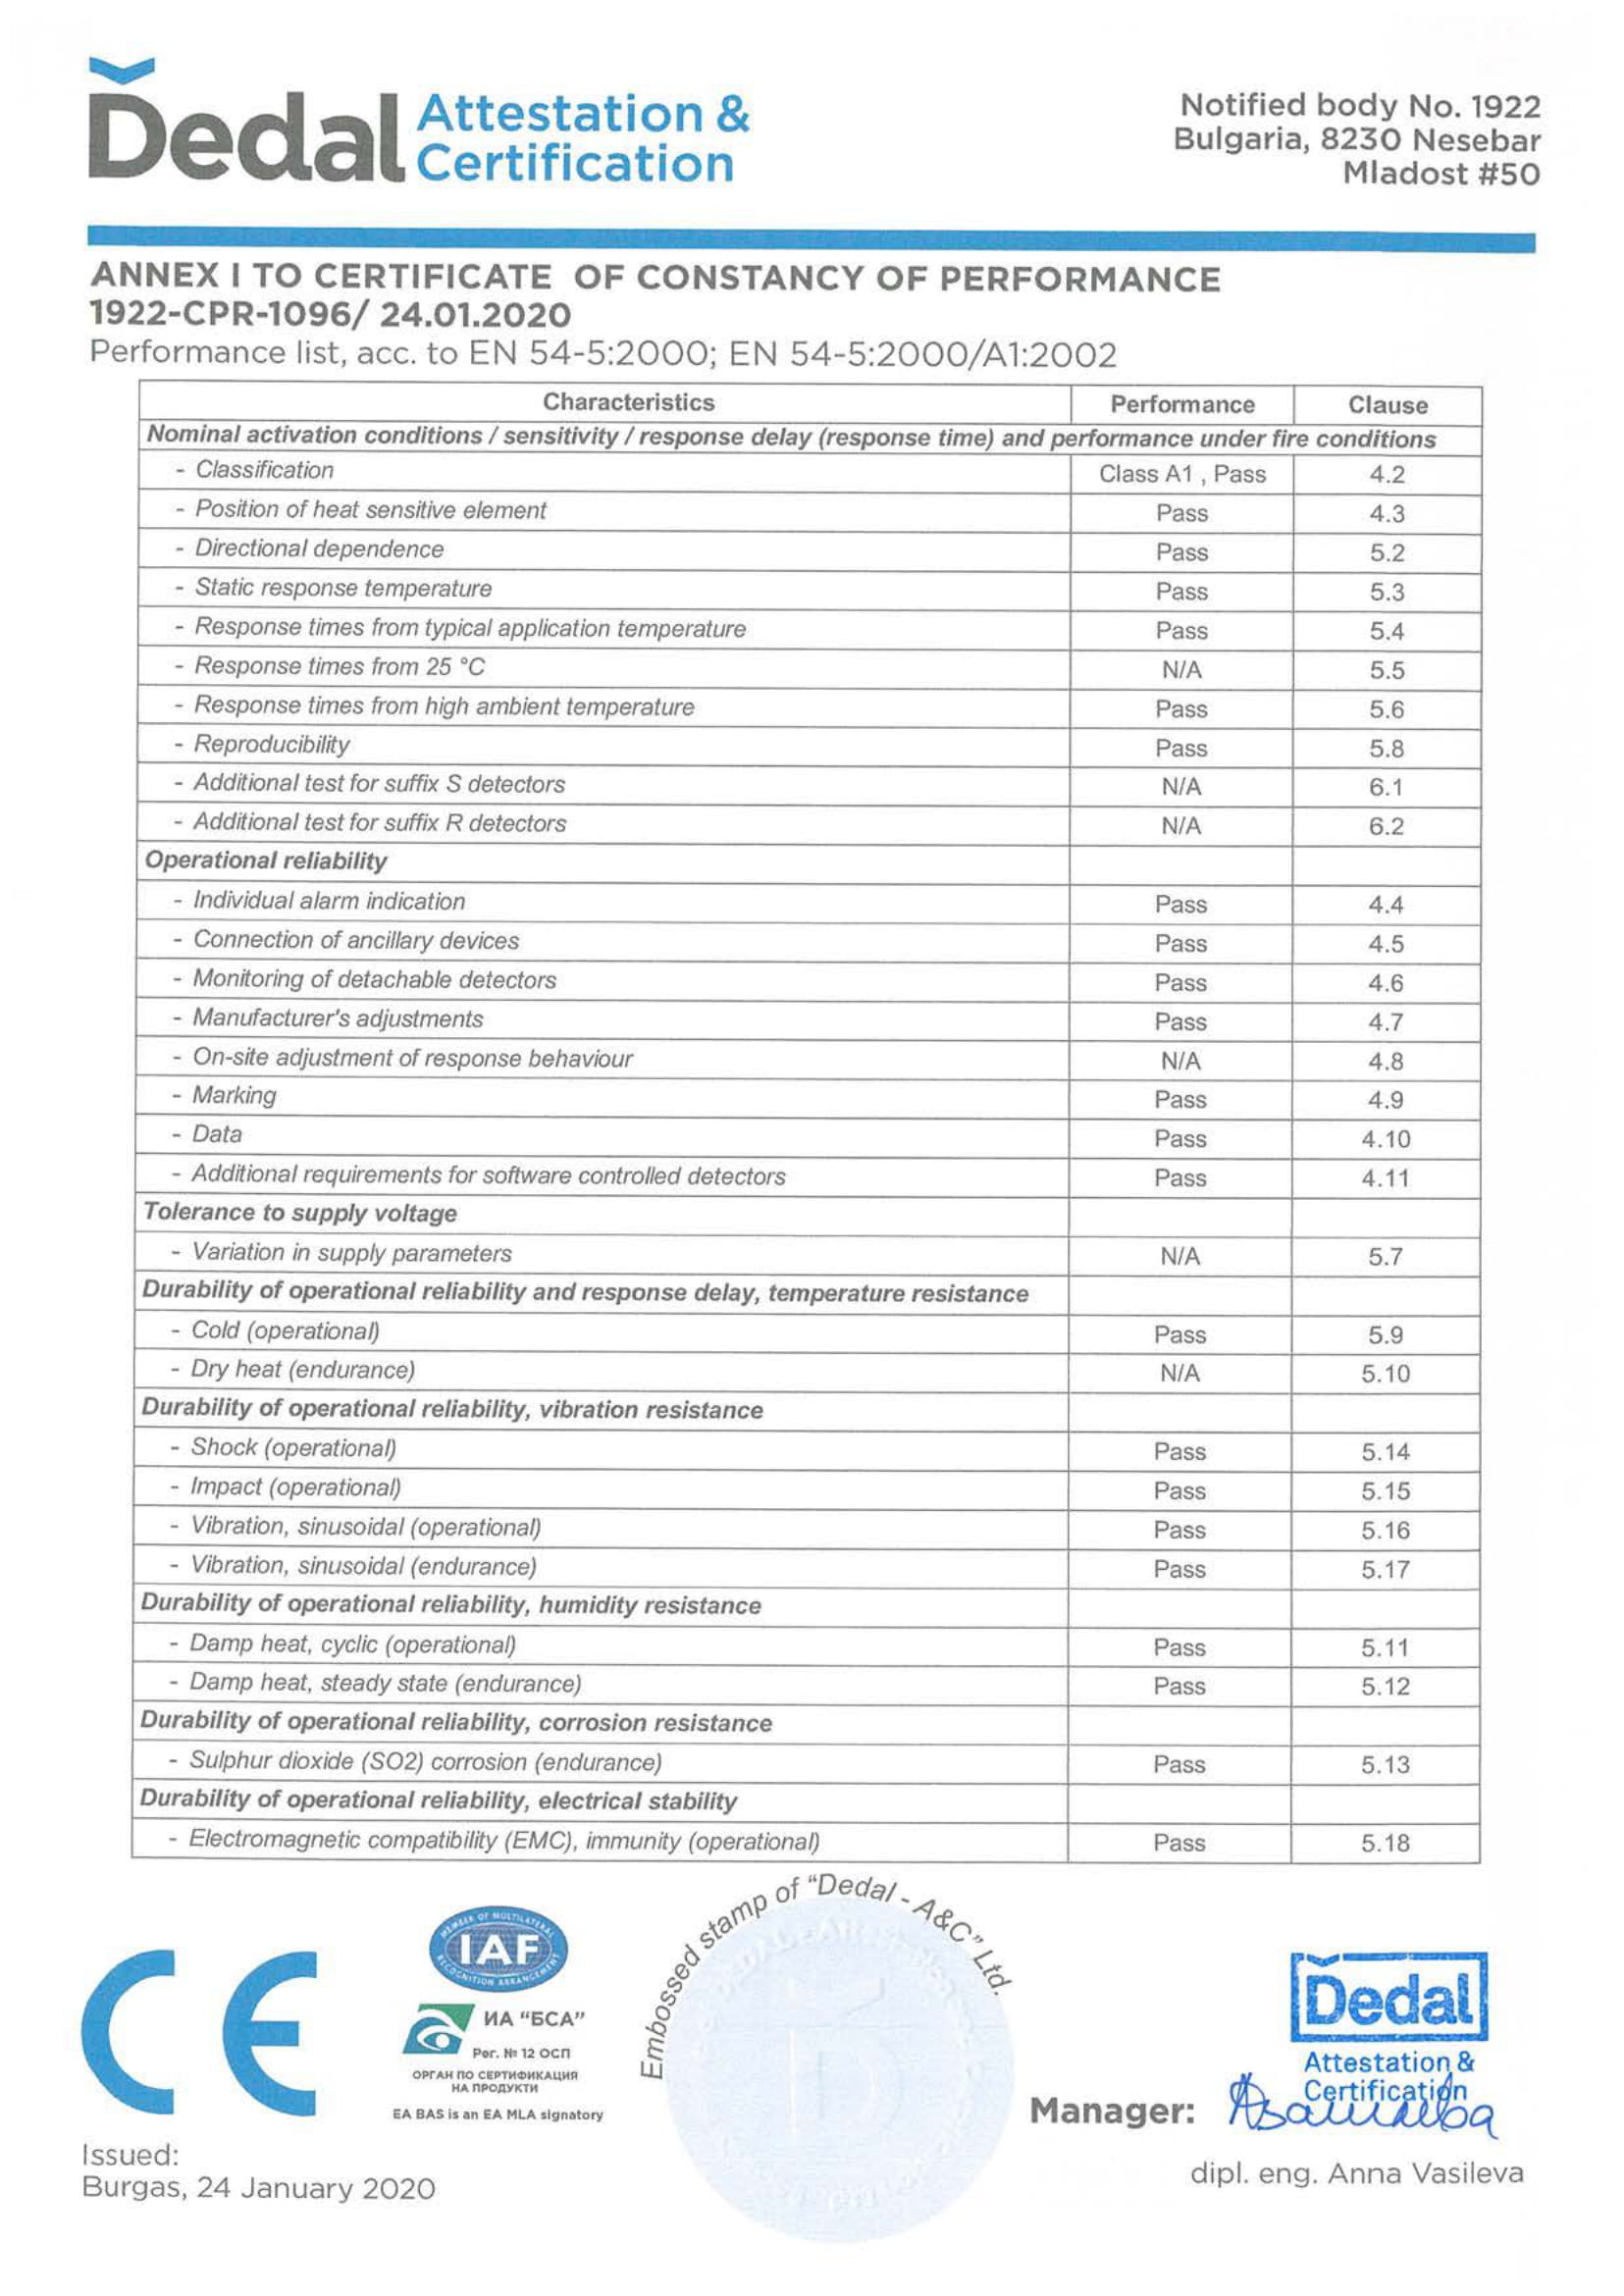 Dedal Attestation &
Certification
Notified body No. 1922
Bulgaria, 8230 Nesebar
Mladost #50
ANNEX I TO CERTIFICATE OF CONSTANCY OF PERFORMANCE
1922-CPR-1096/ 24.01.2020
Performance list, acc. to EN 54-5:2000; EN 54-5:2000/A1:2002
Characteristics Performance Clause
Nominal activation conditions / sensitivity / response delay (response time) and performance under fire conditions
- Classification Class A1 , Pass 4.2
- Position of heat sensitive element Pass 4.3
- Directional dependence Pass 5.2
- Static response temperature Pass 5.3
- Response times from typical application temperature Pass 5.4
- Response times from 25 °C N/A 5.5
- Response times from high ambient temperature Pass 5.6
- Reproducibility Pass 5.8
- Additional test for suffix S detectors N/A 6.1
- Additional test for suffix R detectors N/A 6.2
Operational reliability
- Individual alarm indication Pass 4.4
- Connection of ancillary devices Pass 4.5
- Monitoring of detachable detectors Pass 4.6
- Manufacturer's adjustments Pass 4.7
- On-site adjustment of response behaviour N/A 4.8
- Marking Pass 4.9
- Data Pass 4.10
- Additional requirements for software controlled detectors Pass 4.11
Tolerance to supply voltage
- Variation in supply parameters N/A 5.7
Durability of operational reliability and response delay, temperature resistance
- Cold (operational) Pass 5.9
- Dry heat (endurance) N/A 5.10
Durability of operational reliability, vibration resistance
- Shock (operational) Pass 5.14
- Impact (operational) Pass 5.15
- Vibration, sinusoidal (operational) Pass 5.16
- Vibration, sinusoidal (endurance) Pass 5.17
Durability of operational reliability, humidity resistance
- Damp heat, cyclic (operational) Pass 5.11
- Damp heat, steady state (endurance) Pass 5.12
Durability of operational reliability, corrosion resistance
- Sulphur dioxide (SO2) corrosion (endurance) Pass 5.13
Durability of operational reliability, electrical stability
- Electromagnetic compatibility (EMC), immunity (operational) Pass 5.18
CE
MEMBER OF MULTILATERAL
IAF
RECOGNITION ARRANGEMENT
ИА "БСА"
Рег. № 12 ОСП
ОРГАН ПО СЕРТИФИКАЦИЯ
НА ПРОДУКТИ
EA BAS is an EA MLA signatory
Embossed stamp of "Dedal - A&C" Ltd.
Dedal
Attestation &
Certification
Manager:
Issued:
Burgas, 24 January 2020
dipl. eng. Anna Vasileva